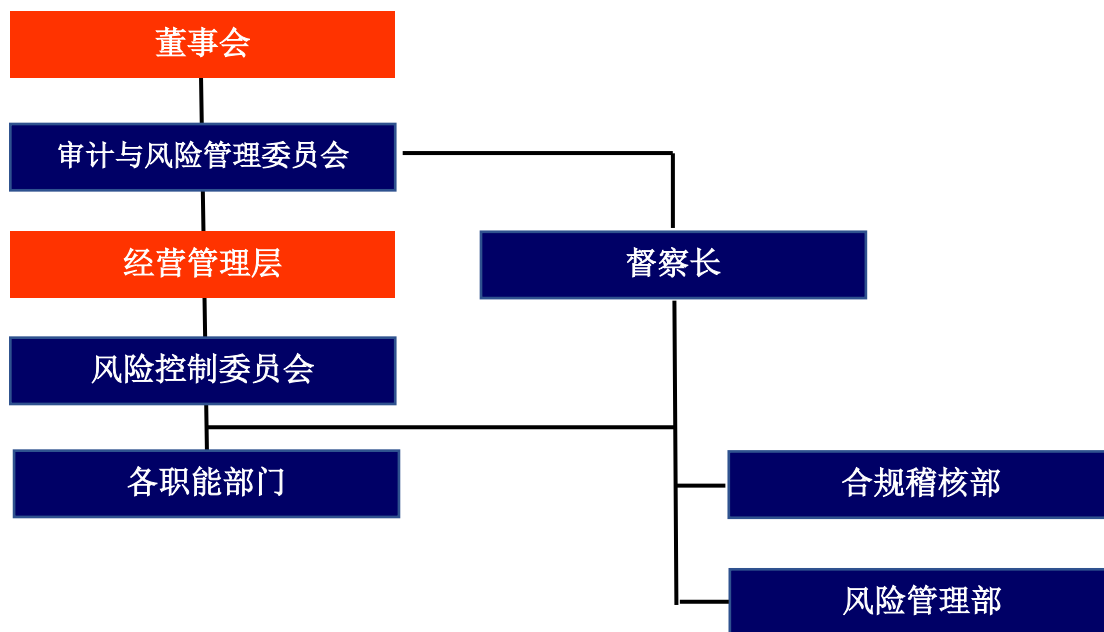 董事会
审计与风险管理委员会
经营管理层
督察长
风险控制委员会
各职能部门
合规稽核部
风险管理部